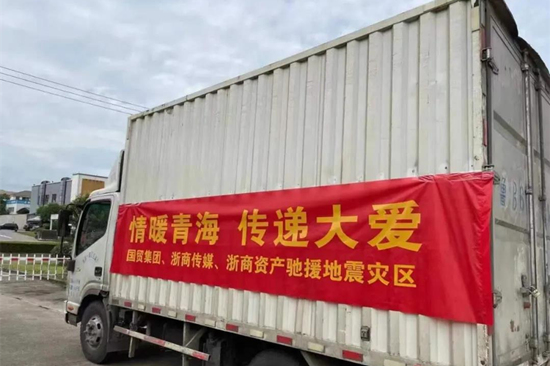 情暖青海 传递大爱
国贸集团、浙商传媒、浙商资产驰援地震灾区